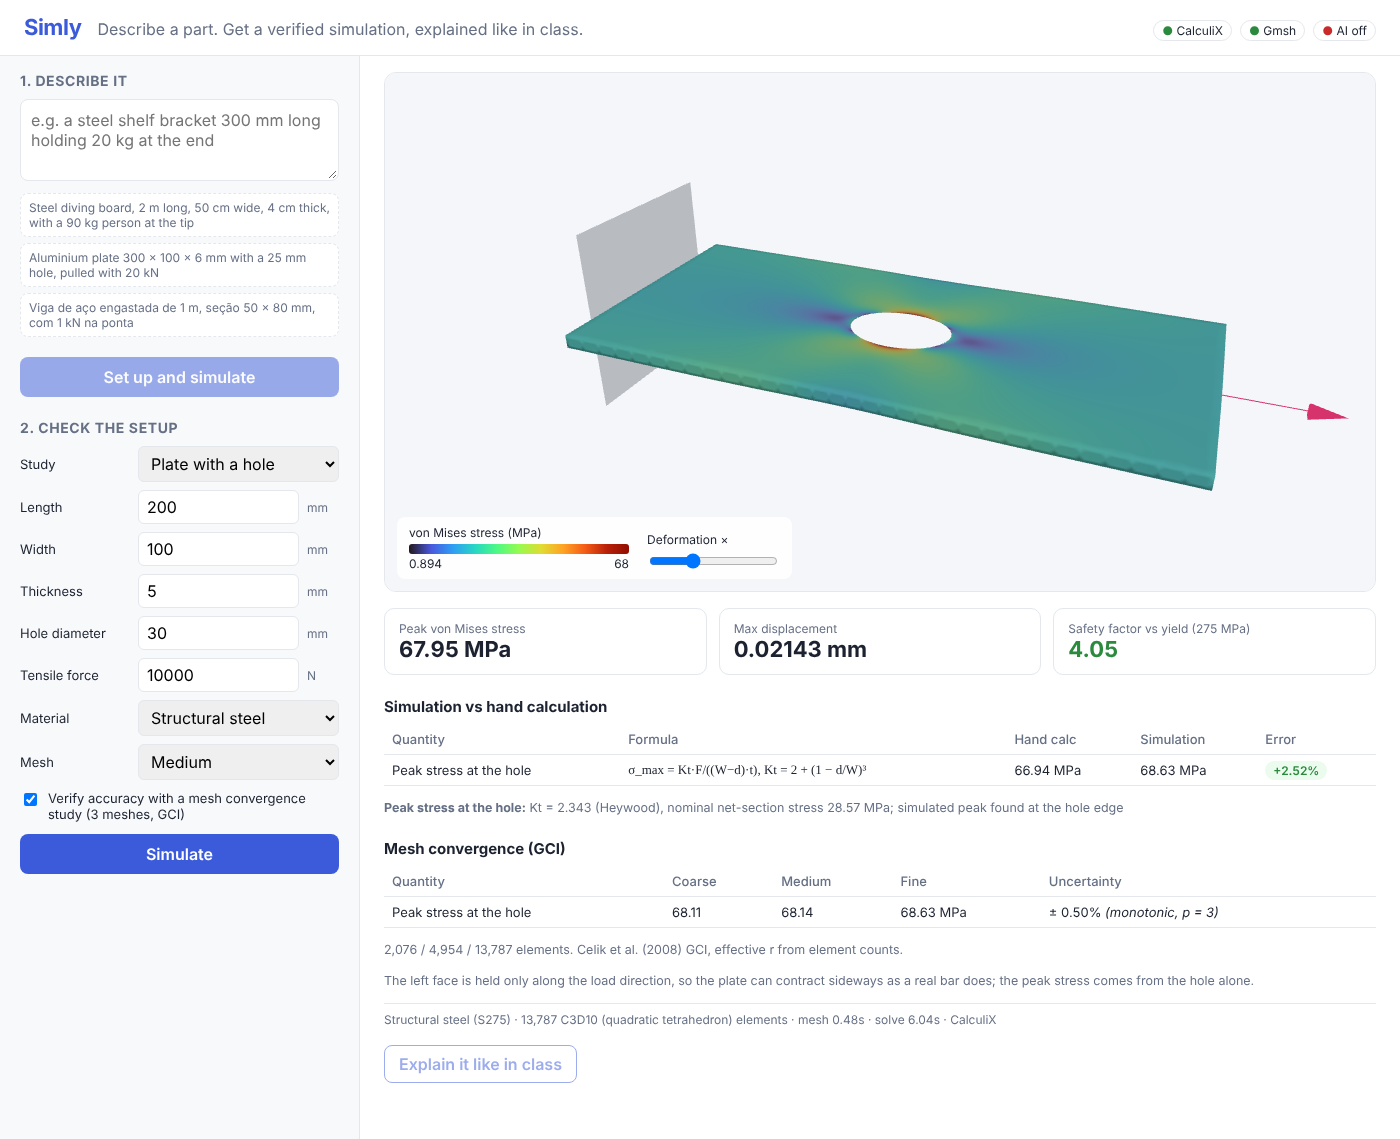 Simly
Describe a part. Get a verified simulation, explained like in class.
CalculiX
Gmsh
AI off
1. DESCRIBE IT
e.g. a steel shelf bracket 300 mm long
holding 20 kg at the end
Steel diving board, 2 m long, 50 cm wide, 4 cm thick,
with a 90 kg person at the tip
Aluminium plate 300 × 100 × 6 mm with a 25 mm
hole, pulled with 20 kN
Viga de aço engastada de 1 m, seção 50 × 80 mm,
com 1 kN na ponta
Set up and simulate
2. CHECK THE SETUP
Study Plate with a hole
Length 200 mm
Width 100 mm
Thickness 5 mm
Hole diameter 30 mm
Tensile force 10000 N
Material Structural steel
Mesh Medium
Verify accuracy with a mesh convergence
study (3 meshes, GCI)
Simulate
von Mises stress (MPa)
0.894 68
Deformation ×
Peak von Mises stress
67.95 MPa
Max displacement
0.02143 mm
Safety factor vs yield (275 MPa)
4.05
Simulation vs hand calculation
Quantity Formula Hand calc Simulation Error
Peak stress at the hole σ_max = Kt·F/((W−d)·t), Kt = 2 + (1 − d/W)³ 66.94 MPa 68.63 MPa +2.52%
Peak stress at the hole: Kt = 2.343 (Heywood), nominal net-section stress 28.57 MPa; simulated peak found at the hole edge
Mesh convergence (GCI)
Quantity Coarse Medium Fine Uncertainty
Peak stress at the hole 68.11 68.14 68.63 MPa ± 0.50% (monotonic, p = 3)
2,076 / 4,954 / 13,787 elements. Celik et al. (2008) GCI, effective r from element counts.
The left face is held only along the load direction, so the plate can contract sideways as a real bar does; the peak stress comes from the hole alone.
Structural steel (S275) · 13,787 C3D10 (quadratic tetrahedron) elements · mesh 0.48s · solve 6.04s · CalculiX
Explain it like in class